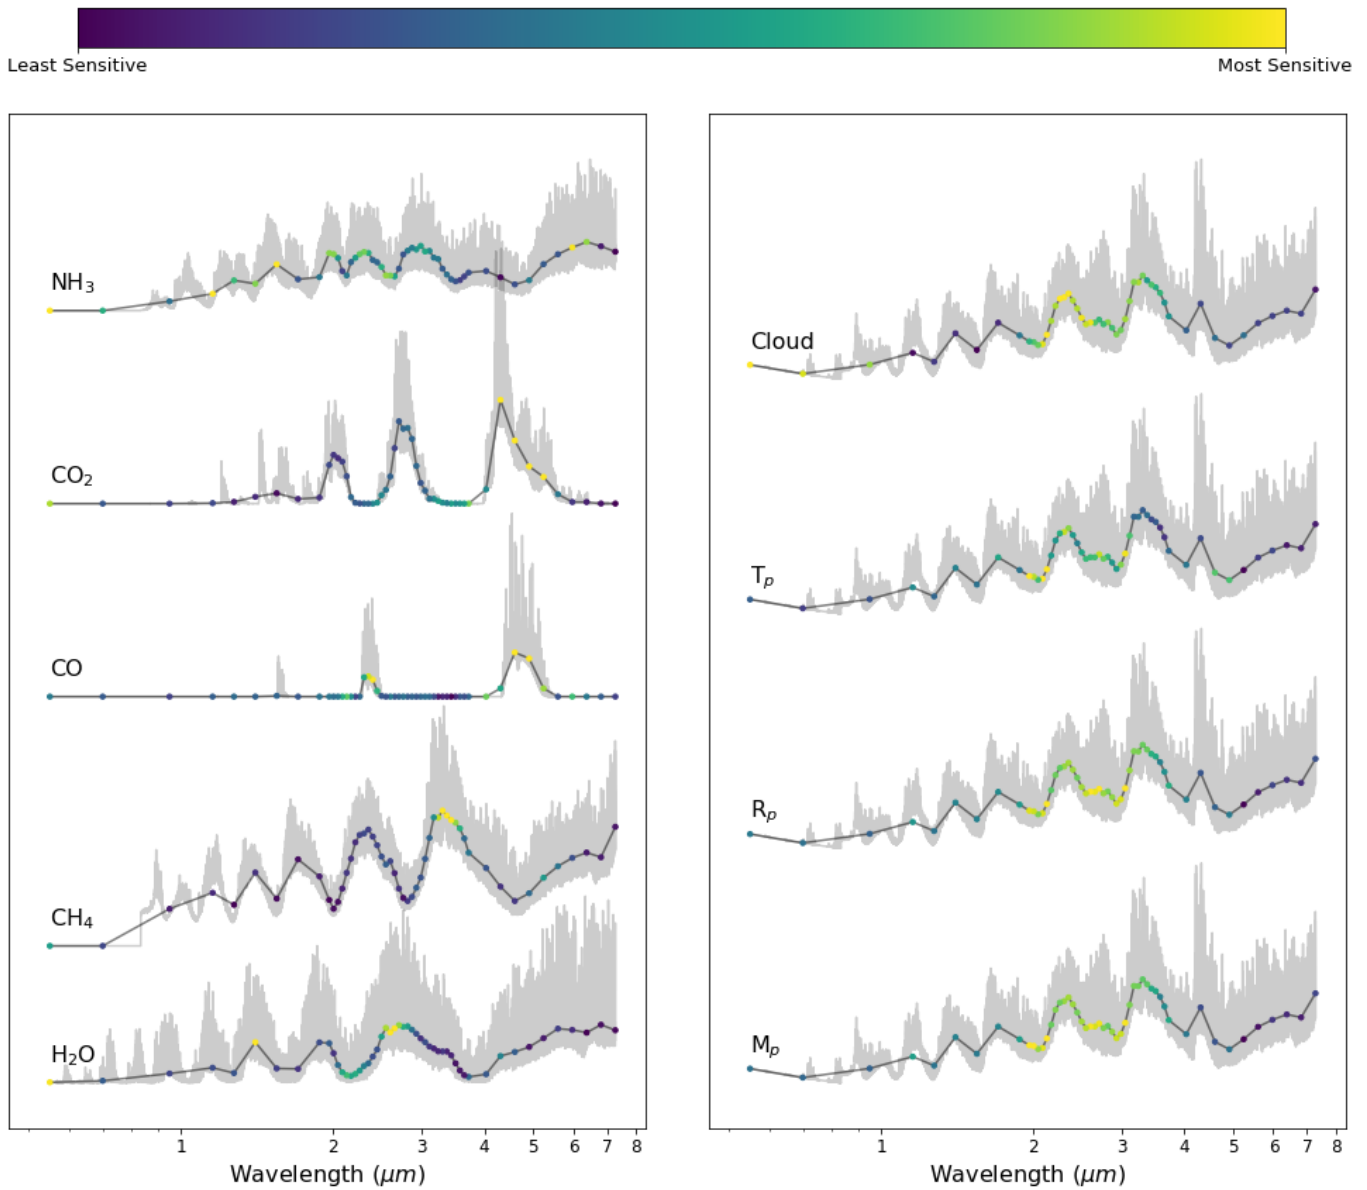 Least Sensitive Most Sensitive
NH₃
CO₂
CO
CH₄
H₂O
1 2 3 4 5 6 7 8
Wavelength (μm)
Cloud
Tₚ
Rₚ
Mₚ
1 2 3 4 5 6 7 8
Wavelength (μm)